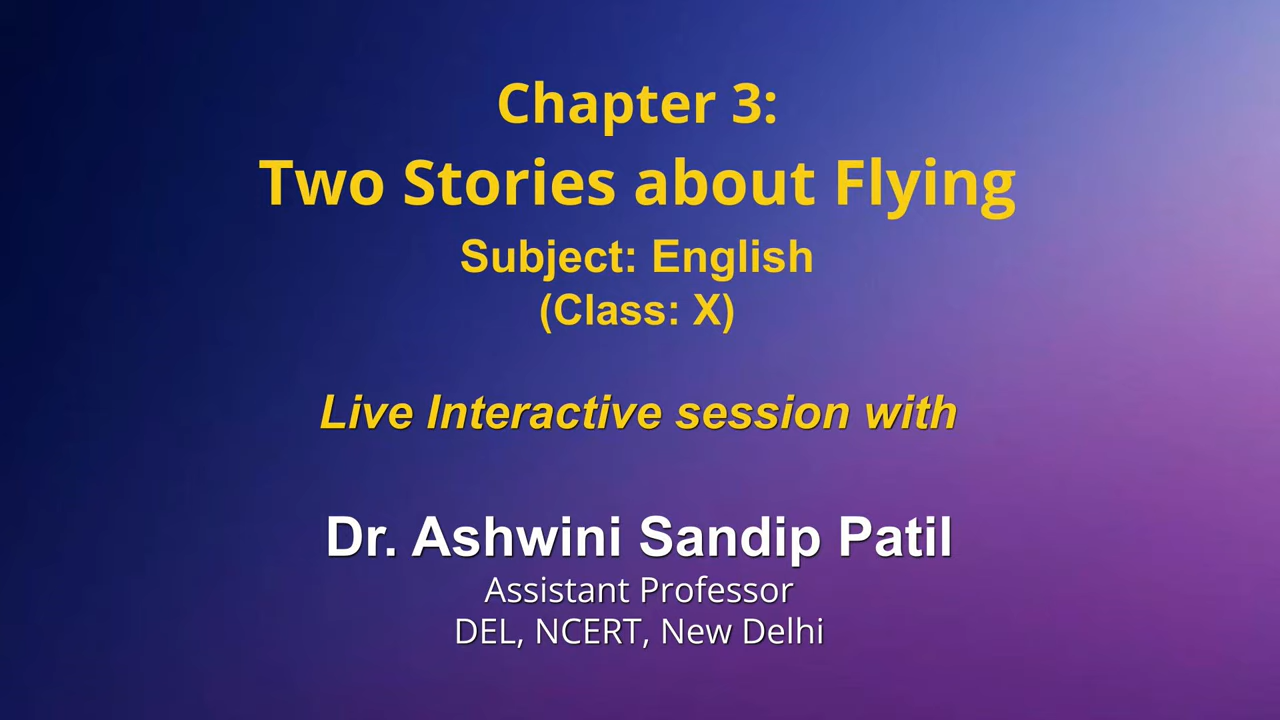 Chapter 3:
Two Stories about Flying
Subject: English
(Class: X)
Live Interactive session with
Dr. Ashwini Sandip Patil
Assistant Professor
DEL, NCERT, New Delhi